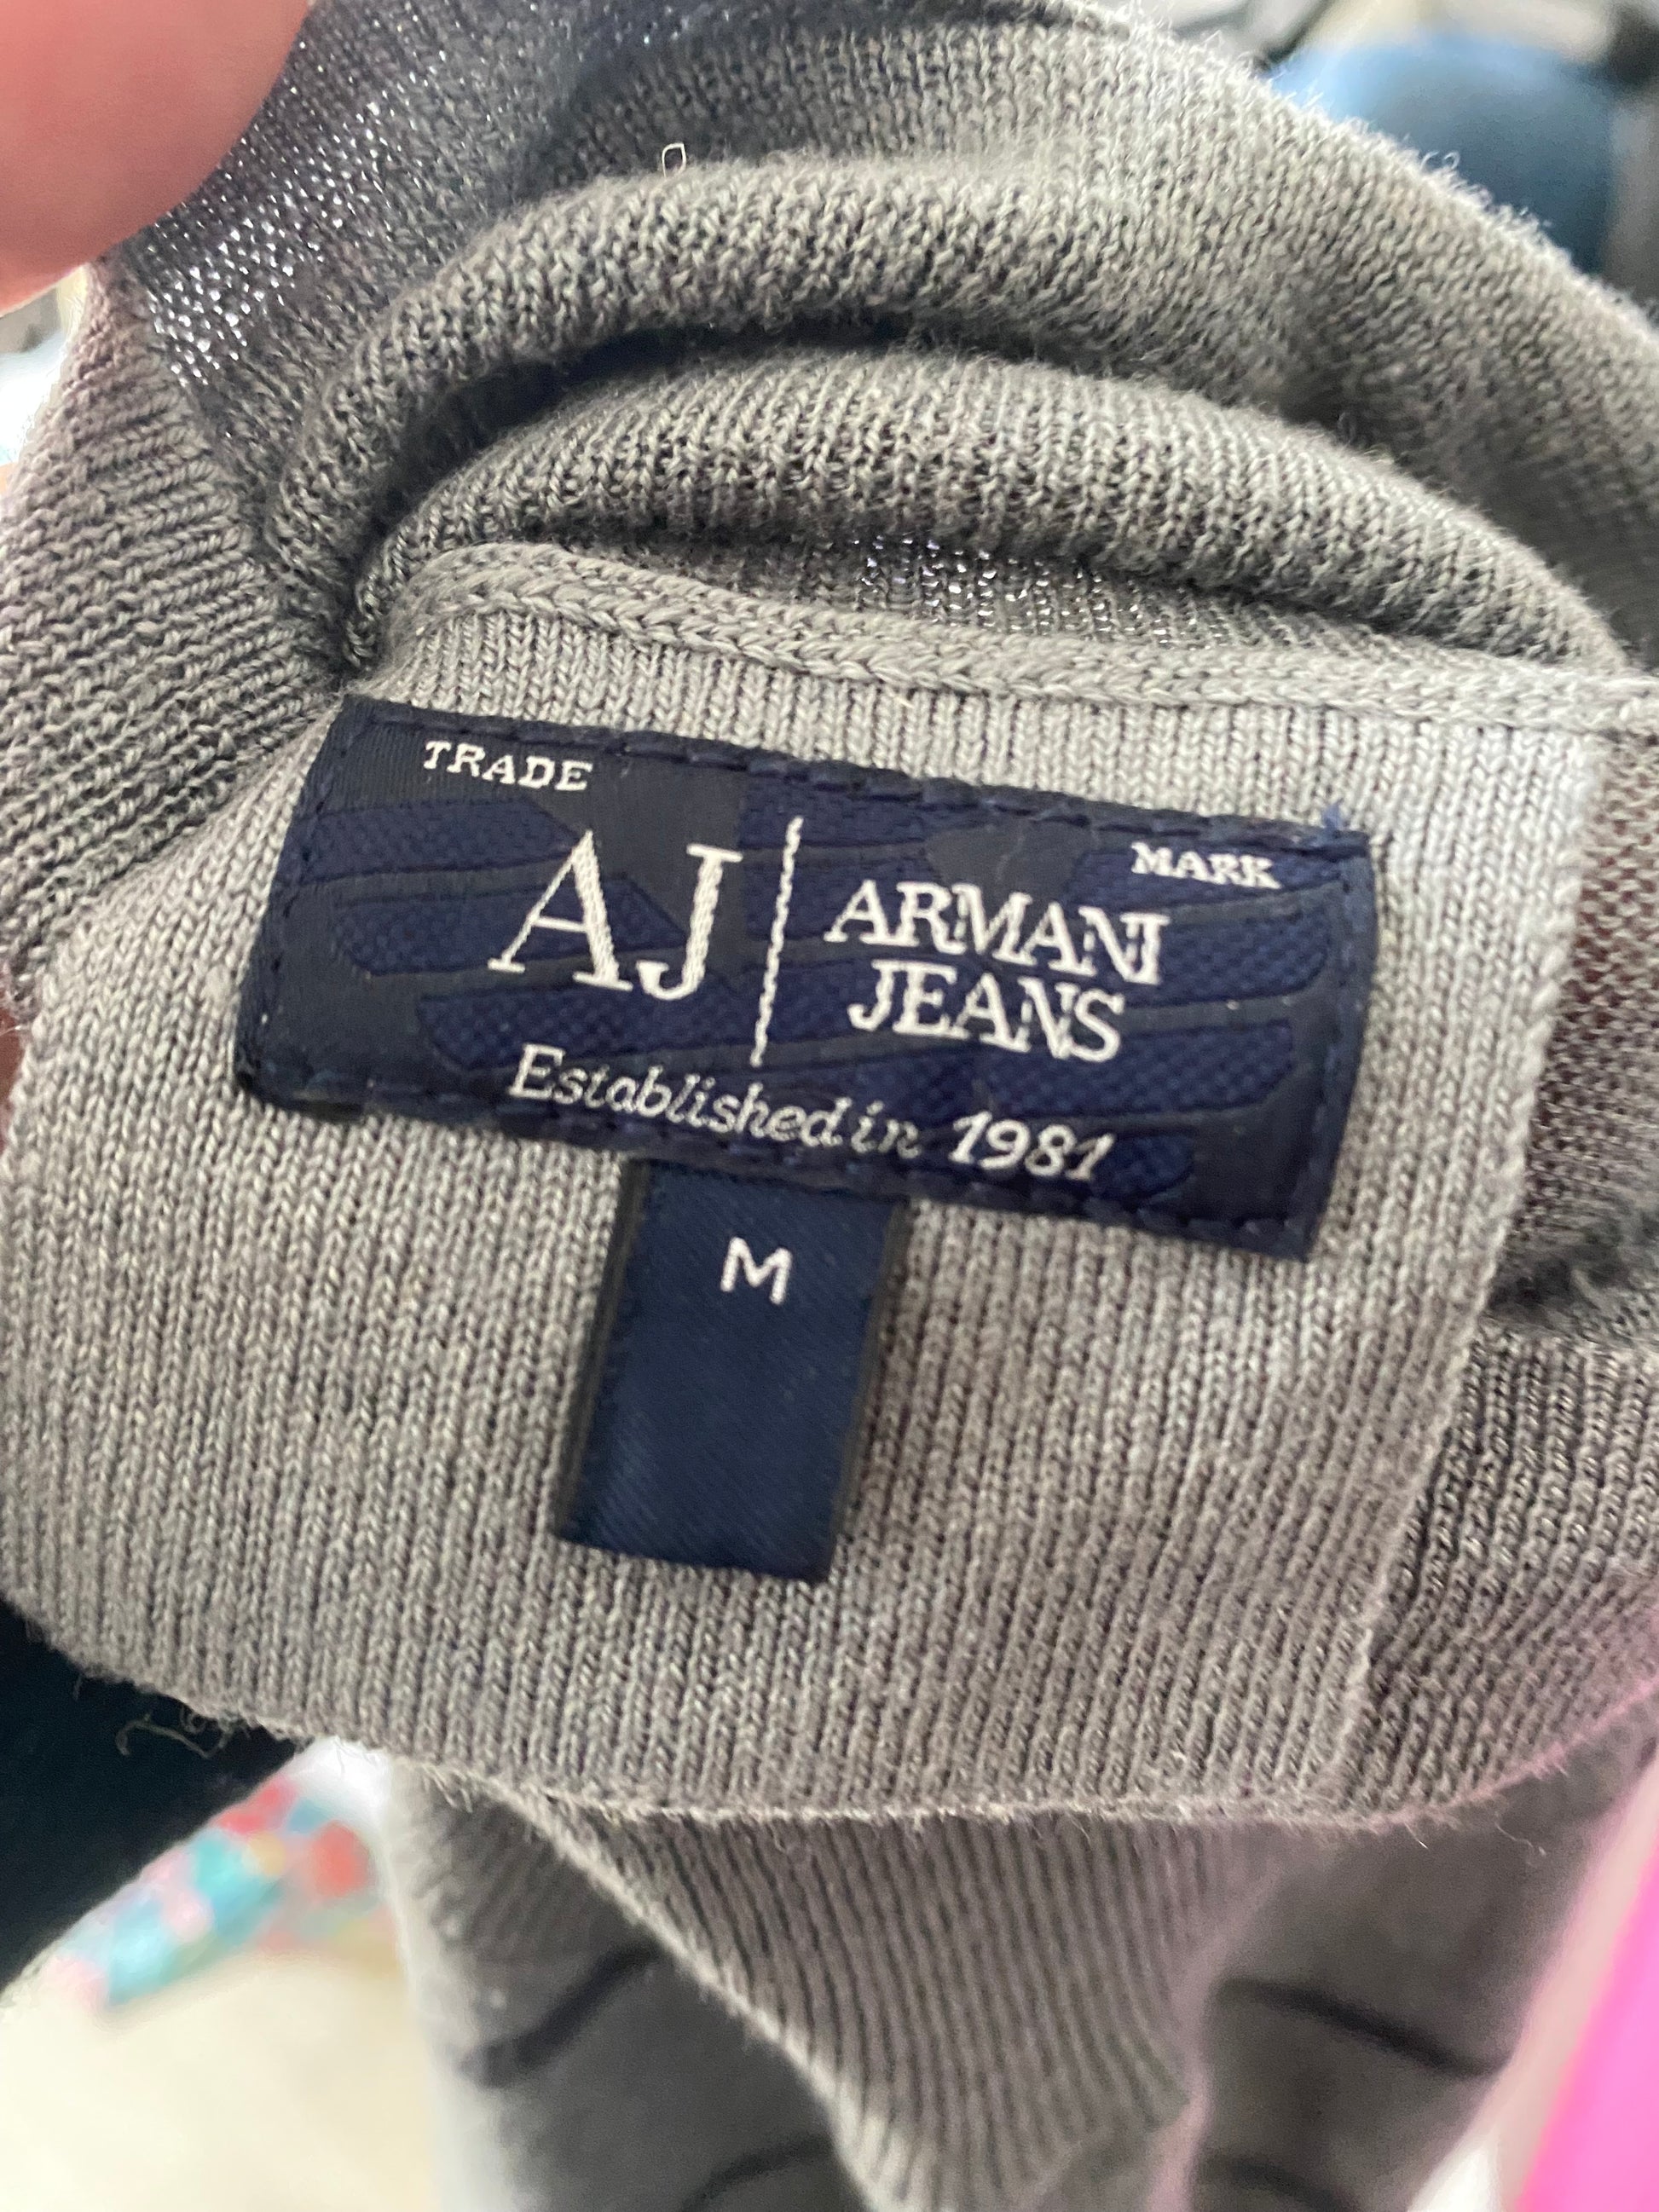 TRADE MARK
AJ ARMANI
JEANS
Established in 1981
M